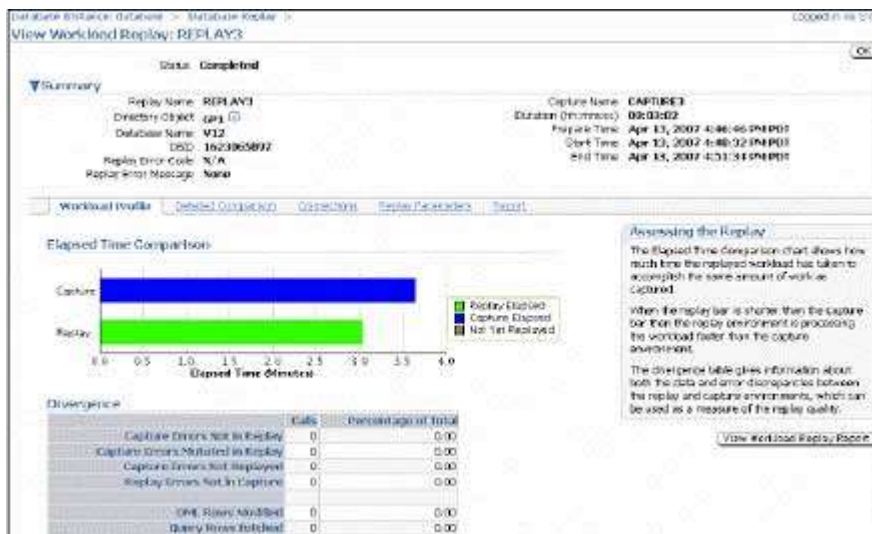 Database Instance: database > Database Replay >
Logged in As
View Workload Replay: REPLAY3
OK
Status Completed
Summary
Replay Name REPLAY3
Directory Object
Database Name V12
DBID 1623065897
Replay Error Code N/A
Replay Error Message None
Capture Name CAPTURE3
Duration (hh:mm:ss) 00:03:02
Prepare Time Apr 13, 2007 4:46:46 PM PDT
Start Time Apr 13, 2007 4:48:32 PM PDT
End Time Apr 13, 2007 4:51:34 PM PDT
Workload Profile Detailed Comparison Connections Replay Parameters Report
Elapsed Time Comparison
Capture
Replay
0.0 0.5 1.0 1.5 2.0 2.5 3.0 3.5 4.0
Elapsed Time (Minutes)
Replay Elapsed
Capture Elapsed
Not Yet Replayed
Assessing the Replay
The Elapsed Time Comparison chart shows how
much time the replayed workload has taken to
accomplish the same amount of work as
captured.
When the replay bar is shorter than the capture
bar then the replay environment is processing
the workload faster than the capture
environment.
The divergence table gives information about
both the data and error discrepancies between
the replay and capture environments, which can
be used as a measure of the replay quality.
View Workload Replay Report
Divergence
Calls Percentage of Total
Capture Errors Not In Replay 0 0.00
Capture Errors Mutated in Replay 0 0.00
Capture Errors Not Replayed 0 0.00
Replay Errors Not In Capture 0 0.00
DML Rows Modified 0 0.00
Query Rows Fetched 0 0.00